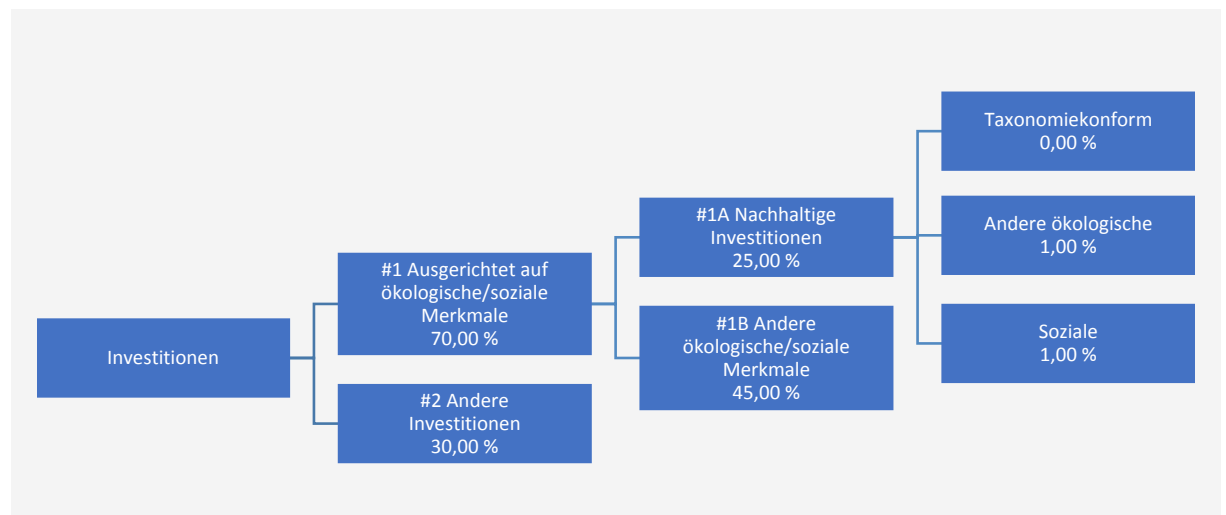 Investitionen
#1 Ausgerichtet auf
ökologische/soziale
Merkmale
70,00 %
#2 Andere
Investitionen
30,00 %
#1A Nachhaltige
Investitionen
25,00 %
#1B Andere
ökologische/soziale
Merkmale
45,00 %
Taxonomiekonform
0,00 %
Andere ökologische
1,00 %
Soziale
1,00 %